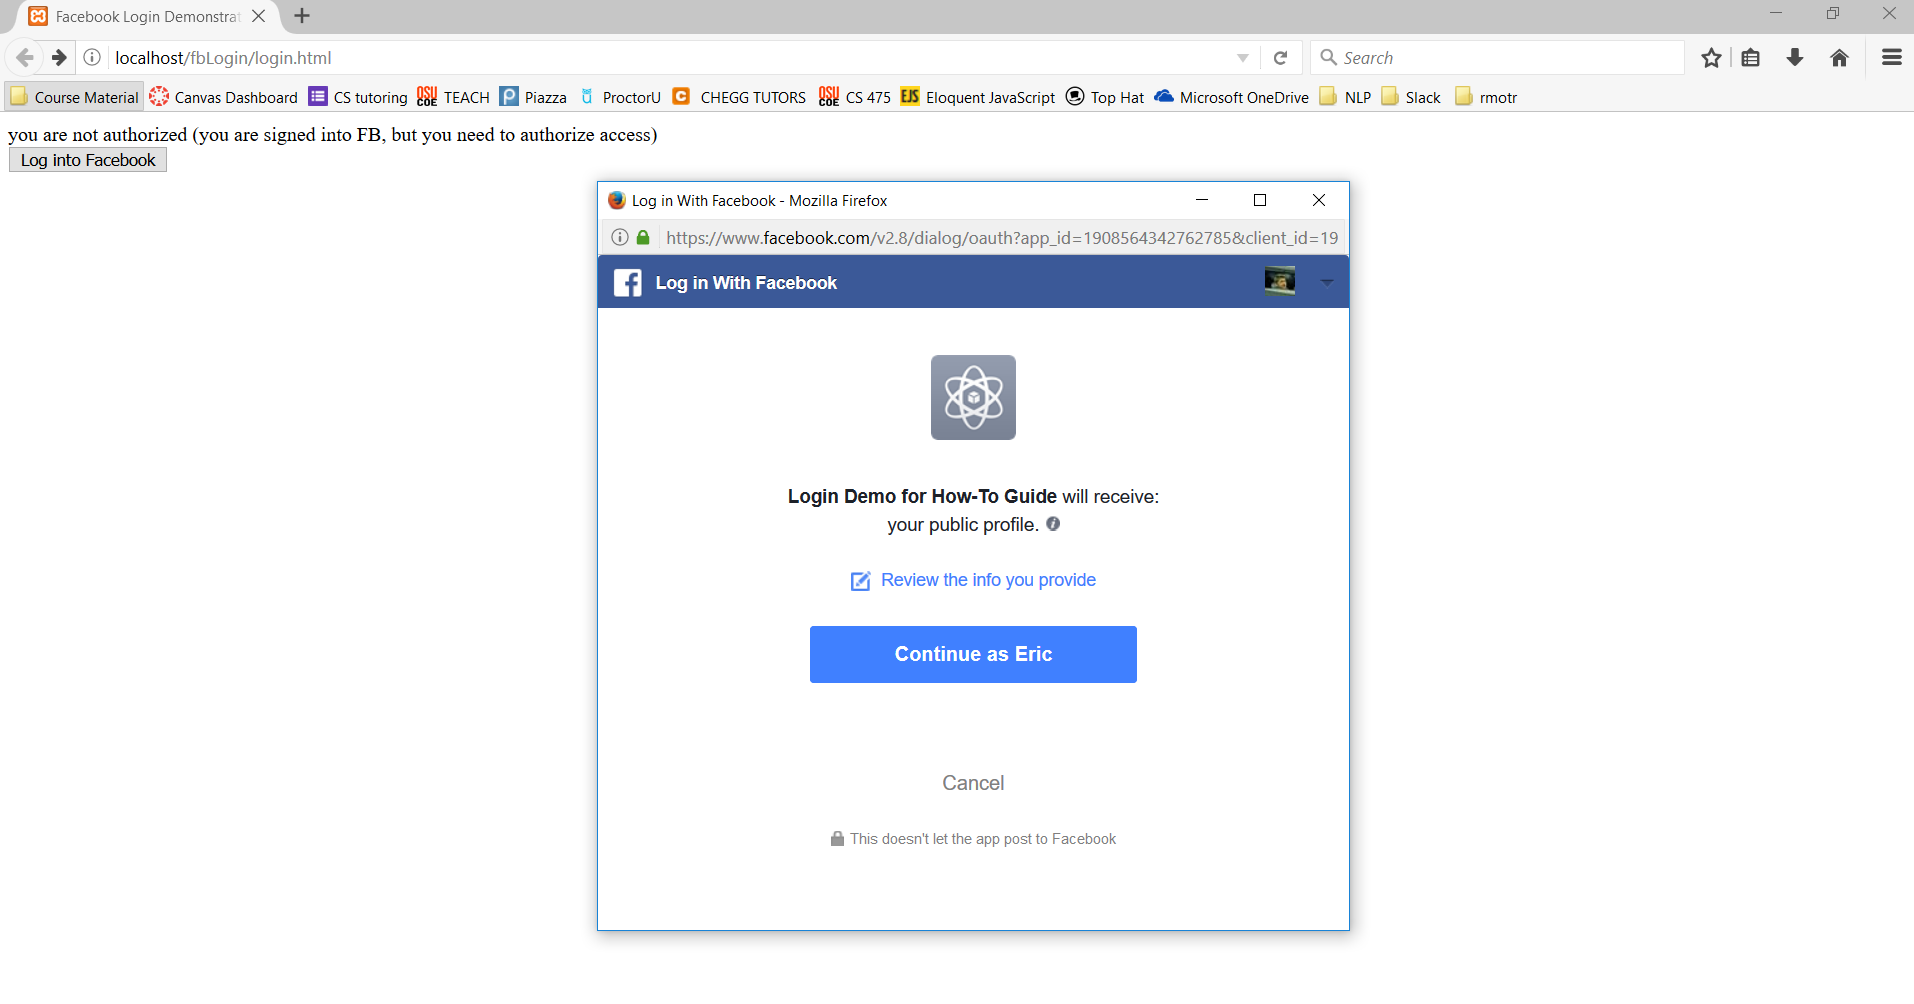 Facebook Login Demonstrat
localhost/fbLogin/login.html
Search
Course Material Canvas Dashboard CS tutoring OSU COE TEACH Piazza ProctorU CHEGG TUTORS OSU COE CS 475 EJS Eloquent JavaScript Top Hat Microsoft OneDrive NLP Slack rmotr
you are not authorized (you are signed into FB, but you need to authorize access)
Log into Facebook
Log in With Facebook - Mozilla Firefox
https://www.facebook.com/v2.8/dialog/oauth?app_id=1908564342762785&client_id=19
Log in With Facebook
Login Demo for How-To Guide will receive:
your public profile.
Review the info you provide
Continue as Eric
Cancel
This doesn't let the app post to Facebook